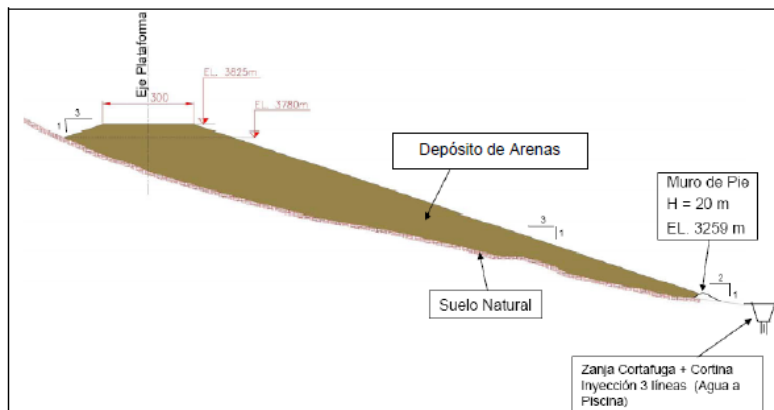 Eje Plataforma
EL. 3825m
300
EL. 3780m
3
1
Depósito de Arenas
Muro de Pie
H = 20 m
EL. 3259 m
3
1
2
1
Suelo Natural
Zanja Cortafuga + Cortina
Inyección 3 líneas (Agua a
Piscina)